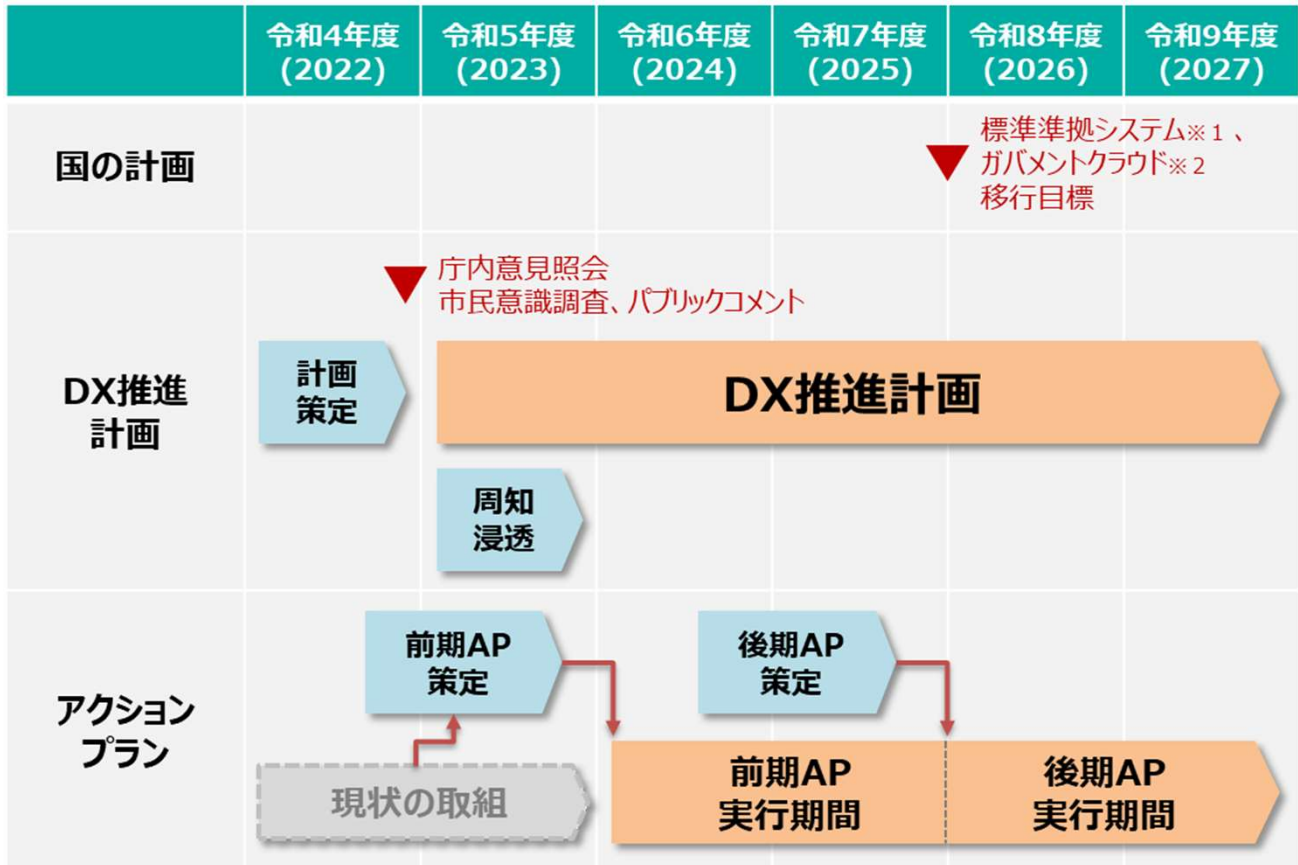 令和4年度
(2022)
令和5年度
(2023)
令和6年度
(2024)
令和7年度
(2025)
令和8年度
(2026)
令和9年度
(2027)
国の計画
標準準拠システム※1、
ガバメントクラウド※2
移行目標
DX推進
計画
庁内意見照会
市民意識調査、パブリックコメント
計画
策定
DX推進計画
周知
浸透
アクション
プラン
前期AP
策定
後期AP
策定
現状の取組
前期AP
実行期間
後期AP
実行期間